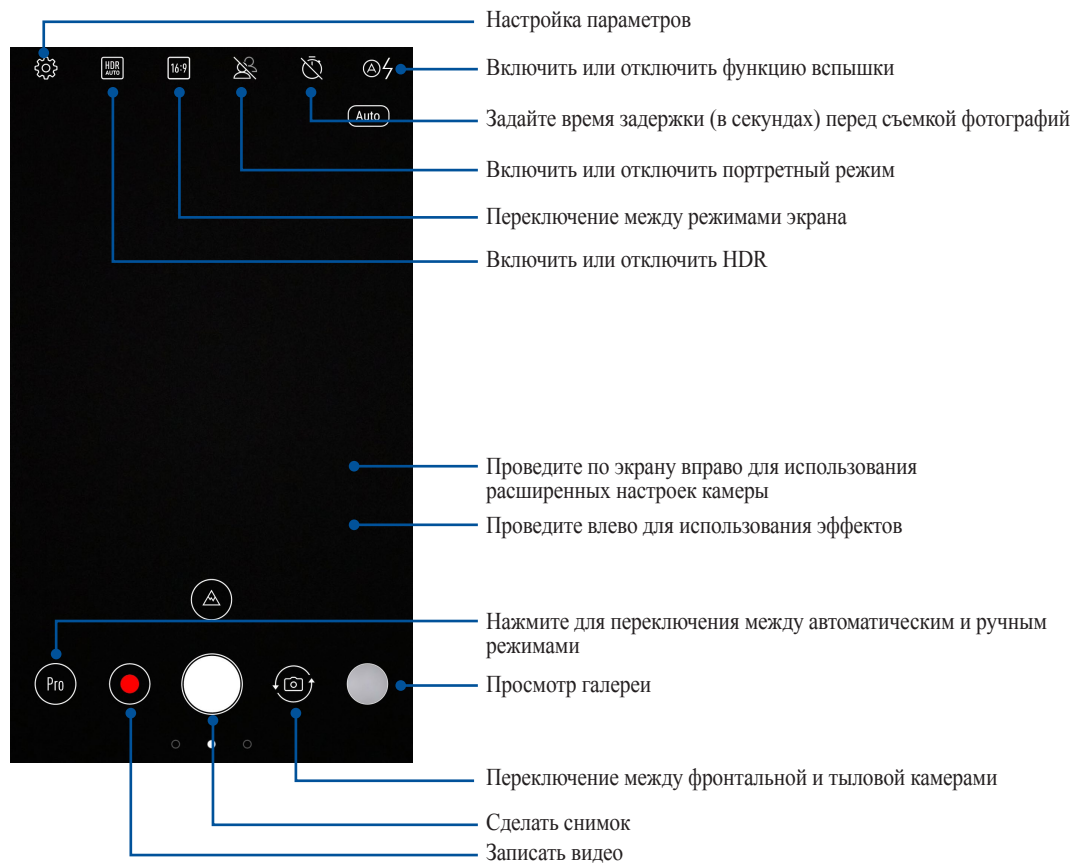 Настройка параметров
HDR
AUTO
16:9
A
Включить или отключить функцию вспышки
Auto
Задайте время задержки (в секундах) перед съемкой фотографий
Включить или отключить портретный режим
Переключение между режимами экрана
Включить или отключить HDR
Проведите по экрану вправо для использования
расширенных настроек камеры
Проведите влево для использования эффектов
Нажмите для переключения между автоматическим и ручным
режимами
Pro
Просмотр галереи
Переключение между фронтальной и тыловой камерами
Сделать снимок
Записать видео